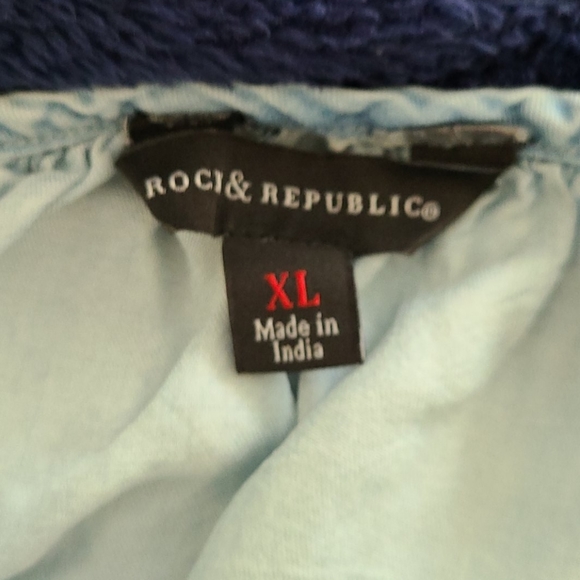 ROCK & REPUBLIC®
XL
Made in
India